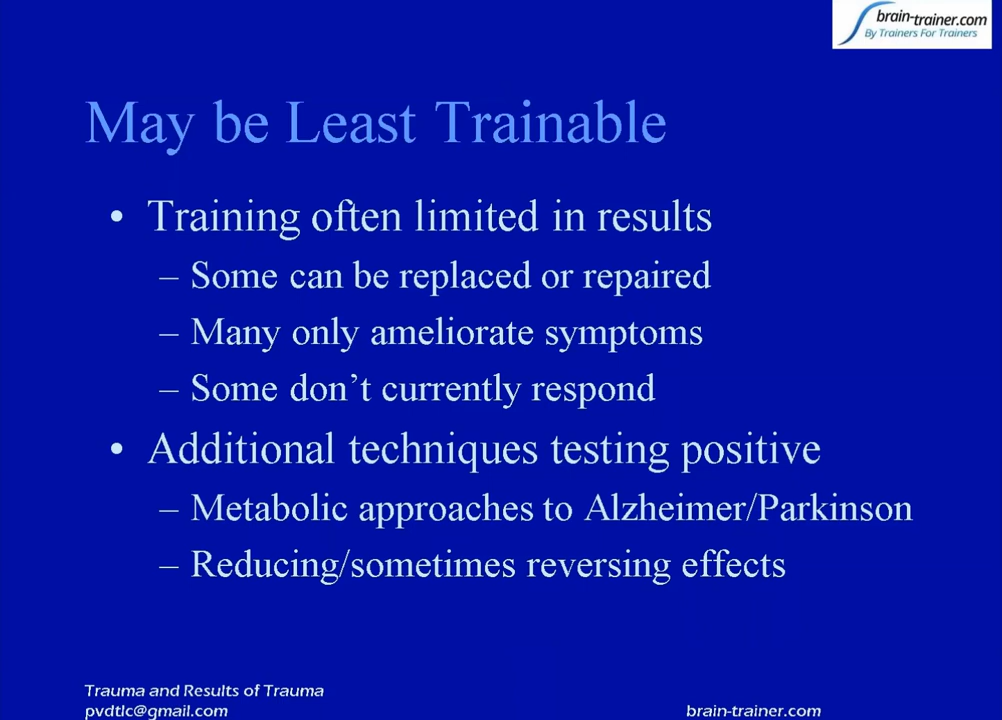 brain-trainer.com
By Trainers For Trainers
May be Least Trainable
• Training often limited in results
– Some can be replaced or repaired
– Many only ameliorate symptoms
– Some don’t currently respond
• Additional techniques testing positive
– Metabolic approaches to Alzheimer/Parkinson
– Reducing/sometimes reversing effects
Trauma and Results of Trauma
pvdtlc@gmail.com
brain-trainer.com